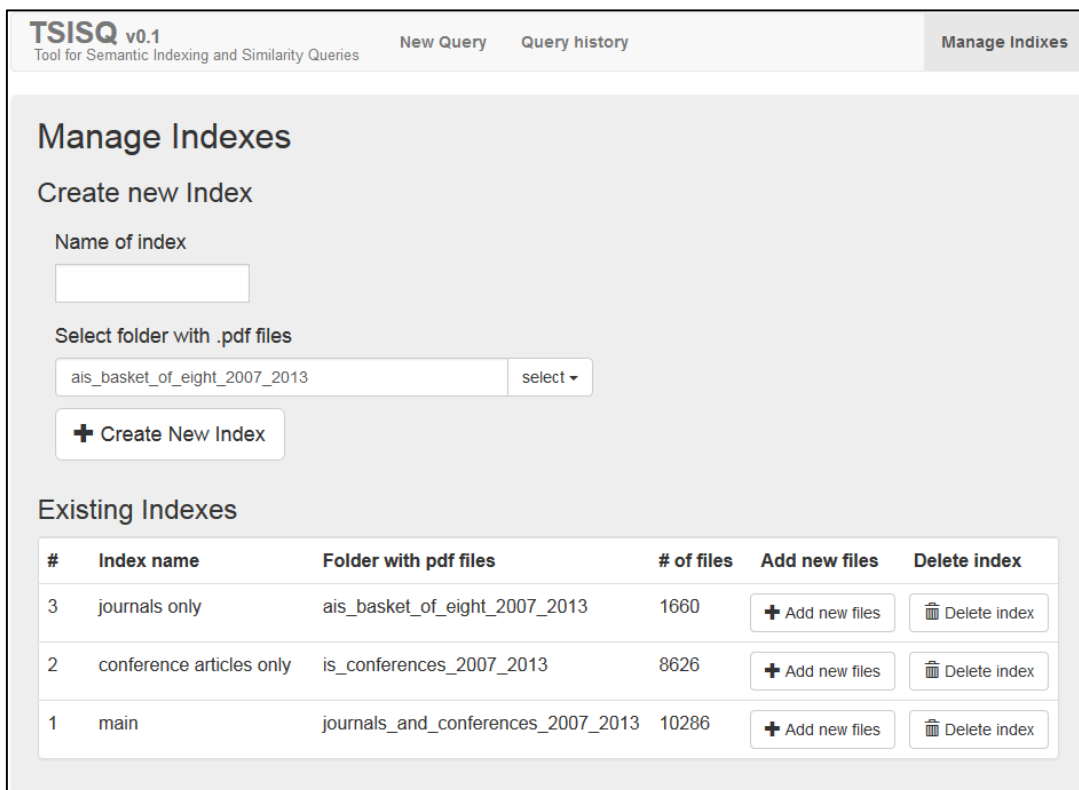 TSISQ v0.1
Tool for Semantic Indexing and Similarity Queries
New Query Query history Manage Indixes
Manage Indexes
Create new Index
Name of index
Select folder with .pdf files
ais_basket_of_eight_2007_2013 select
Create New Index
Existing Indexes
# Index name Folder with pdf files # of files Add new files Delete index
3 journals only ais_basket_of_eight_2007_2013 1660 Add new files Delete index
2 conference articles only is_conferences_2007_2013 8626 Add new files Delete index
1 main journals_and_conferences_2007_2013 10286 Add new files Delete index